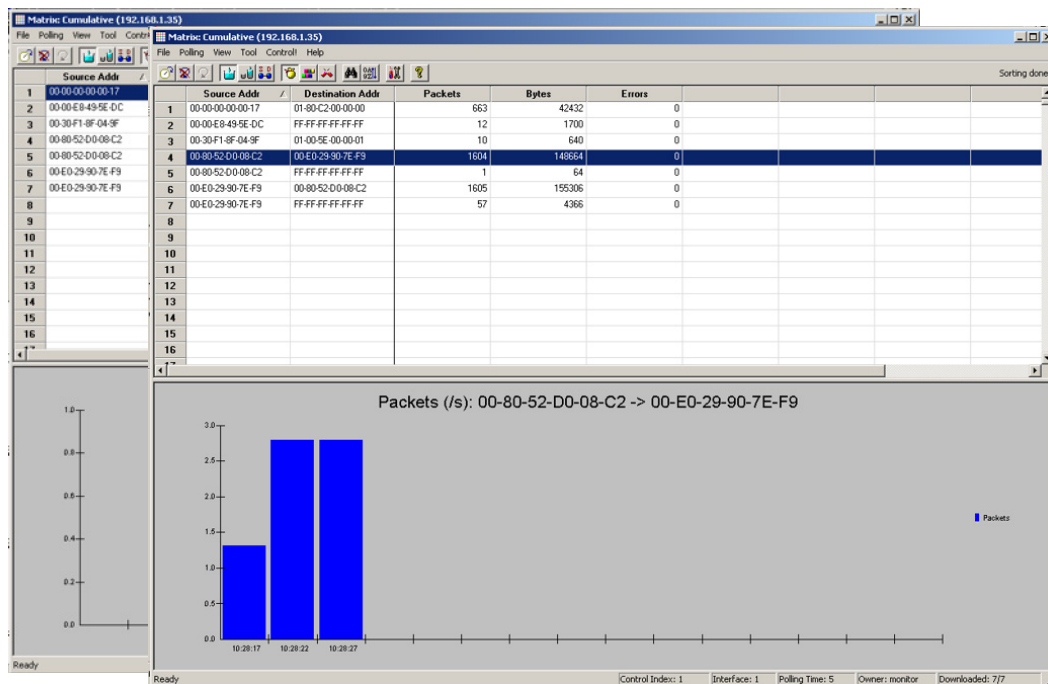 Matrix: Cumulative (192.168.1.35)
File Polling View Tool Contr
Source Addr /
1 00-00-00-00-00-17
2 00-00-E8-49-5E-DC
3 00-30-F1-8F-04-9F
4 00-80-52-D0-08-C2
5 00-80-52-D0-08-C2
6 00-E0-29-90-7E-F9
7 00-E0-29-90-7E-F9
8
9
10
11
12
13
14
15
16
17
1.0
0.8
0.6
0.4
0.2
0.0
Ready
Matrix: Cumulative (192.168.1.35)
File Polling View Tool Control! Help
Sorting done
Source Addr / Destination Addr Packets Bytes Errors
1 00-00-00-00-00-17 01-80-C2-00-00-00 663 42432 0
2 00-00-E8-49-5E-DC FF-FF-FF-FF-FF-FF 12 1700 0
3 00-30-F1-8F-04-9F 01-00-5E-00-00-01 10 640 0
4 00-80-52-D0-08-C2 00-E0-29-90-7E-F9 1604 148664 0
5 00-80-52-D0-08-C2 FF-FF-FF-FF-FF-FF 1 64 0
6 00-E0-29-90-7E-F9 00-80-52-D0-08-C2 1605 155306 0
7 00-E0-29-90-7E-F9 FF-FF-FF-FF-FF-FF 57 4366 0
8
9
10
11
12
13
14
15
16
17
Packets (/s): 00-80-52-D0-08-C2 -> 00-E0-29-90-7E-F9
3.0
2.5
2.0
1.5
1.0
0.5
0.0
10:28:17 10:28:22 10:28:27
Packets
Ready Control Index: 1 Interface: 1 Polling Time: 5 Owner: monitor Downloaded: 7/7